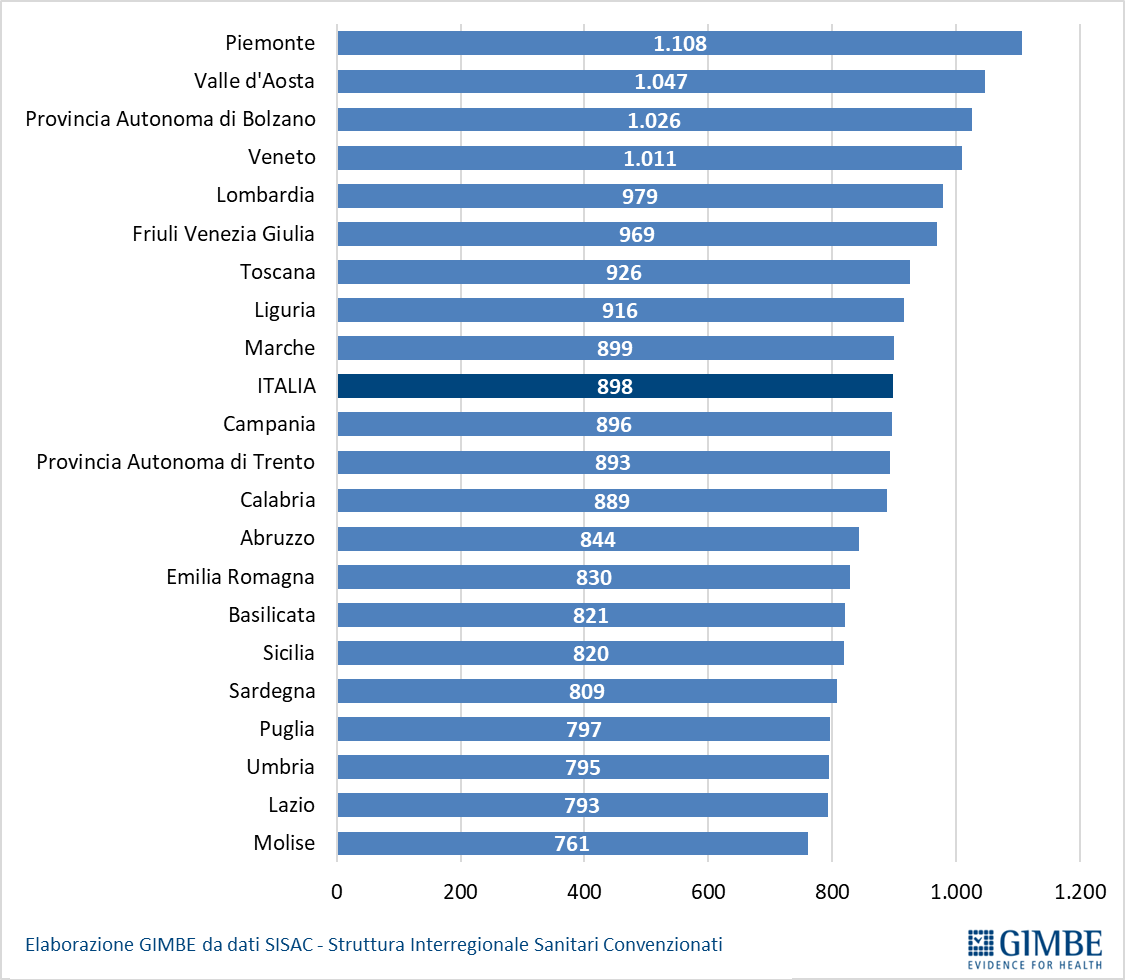 Piemonte 1.108
Valle d'Aosta 1.047
Provincia Autonoma di Bolzano 1.026
Veneto 1.011
Lombardia 979
Friuli Venezia Giulia 969
Toscana 926
Liguria 916
Marche 899
ITALIA 898
Campania 896
Provincia Autonoma di Trento 893
Calabria 889
Abruzzo 844
Emilia Romagna 830
Basilicata 821
Sicilia 820
Sardegna 809
Puglia 797
Umbria 795
Lazio 793
Molise 761
0 200 400 600 800 1.000 1.200
Elaborazione GIMBE da dati SISAC - Struttura Interregionale Sanitari Convenzionati
GIMBE
EVIDENCE FOR HEALTH